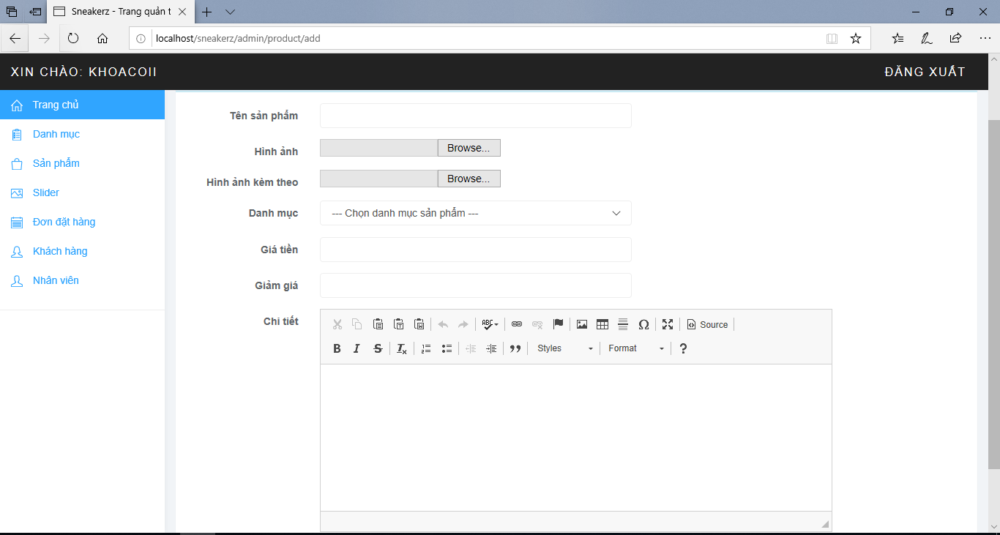 Sneakerz - Trang quản t
localhost/sneakerz/admin/product/add
XIN CHÀO: KHOACOII
ĐĂNG XUẤT
Trang chủ
Danh mục
Sản phẩm
Slider
Đơn đặt hàng
Khách hàng
Nhân viên
Tên sản phẩm
Hình ảnh
Browse...
Hình ảnh kèm theo
Browse...
Danh mục
--- Chọn danh mục sản phẩm ---
Giá tiền
Giảm giá
Chi tiết
ABC
Source
B I S Ix
Styles
Format
?